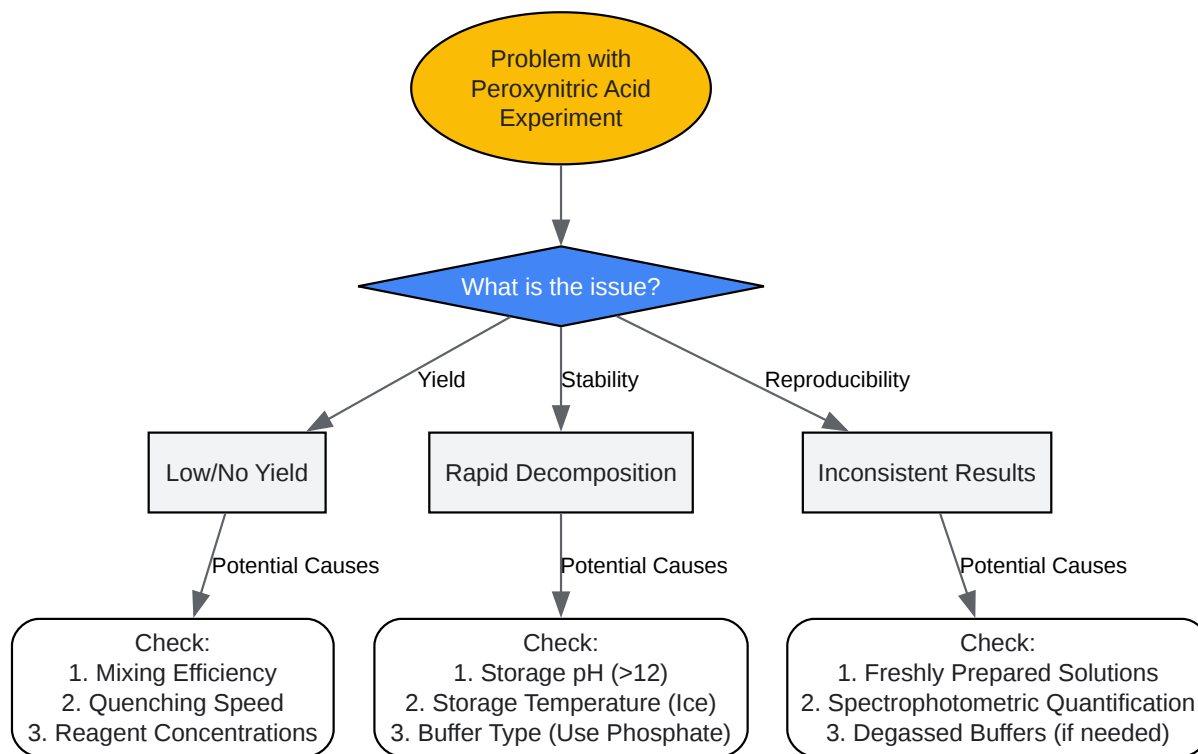 Problem with
Peroxynitric Acid
Experiment
What is the issue?
Yield
Stability
Reproducibility
Low/No Yield
Rapid Decomposition
Inconsistent Results
Potential Causes
Potential Causes
Potential Causes
Check:
1. Mixing Efficiency
2. Quenching Speed
3. Reagent Concentrations
Check:
1. Storage pH (>12)
2. Storage Temperature (Ice)
3. Buffer Type (Use Phosphate)
Check:
1. Freshly Prepared Solutions
2. Spectrophotometric Quantification
3. Degassed Buffers (if needed)